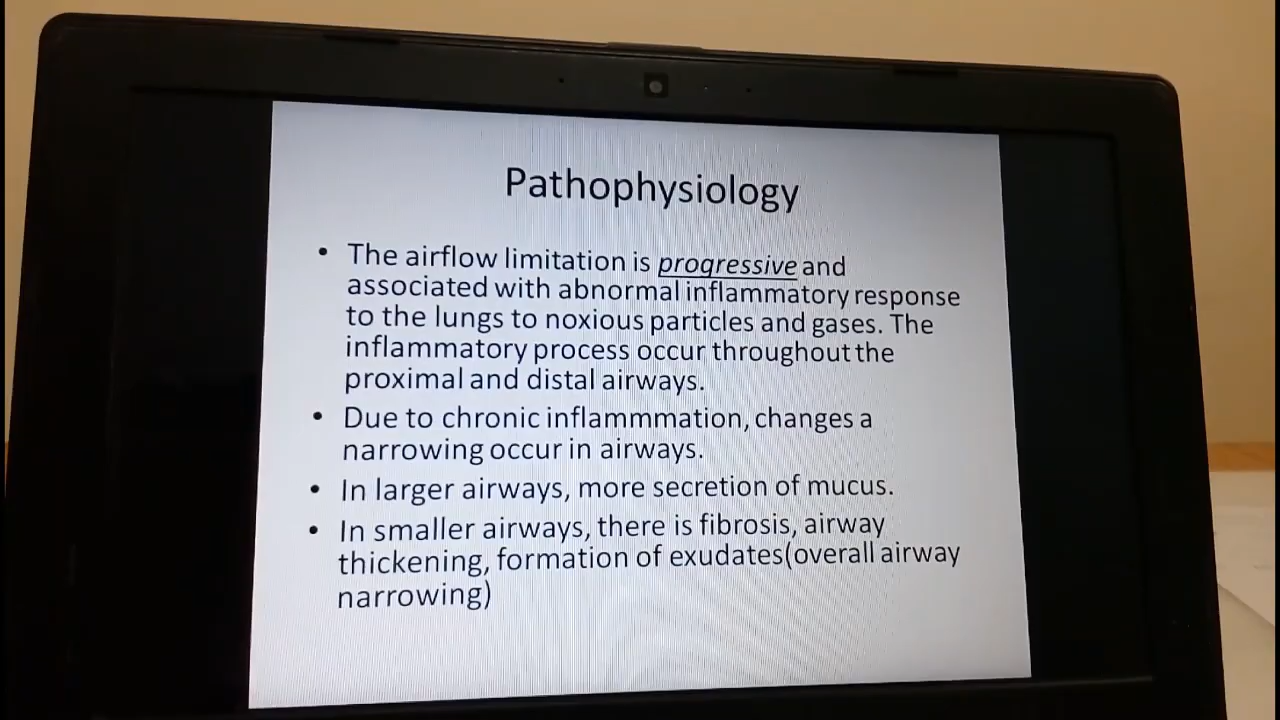 Pathophysiology
• The airflow limitation is progressive and
associated with abnormal inflammatory response
to the lungs to noxious particles and gases. The
inflammatory process occur throughout the
proximal and distal airways.
• Due to chronic inflammmation, changes a
narrowing occur in airways.
• In larger airways, more secretion of mucus.
• In smaller airways, there is fibrosis, airway
thickening, formation of exudates(overall airway
narrowing)